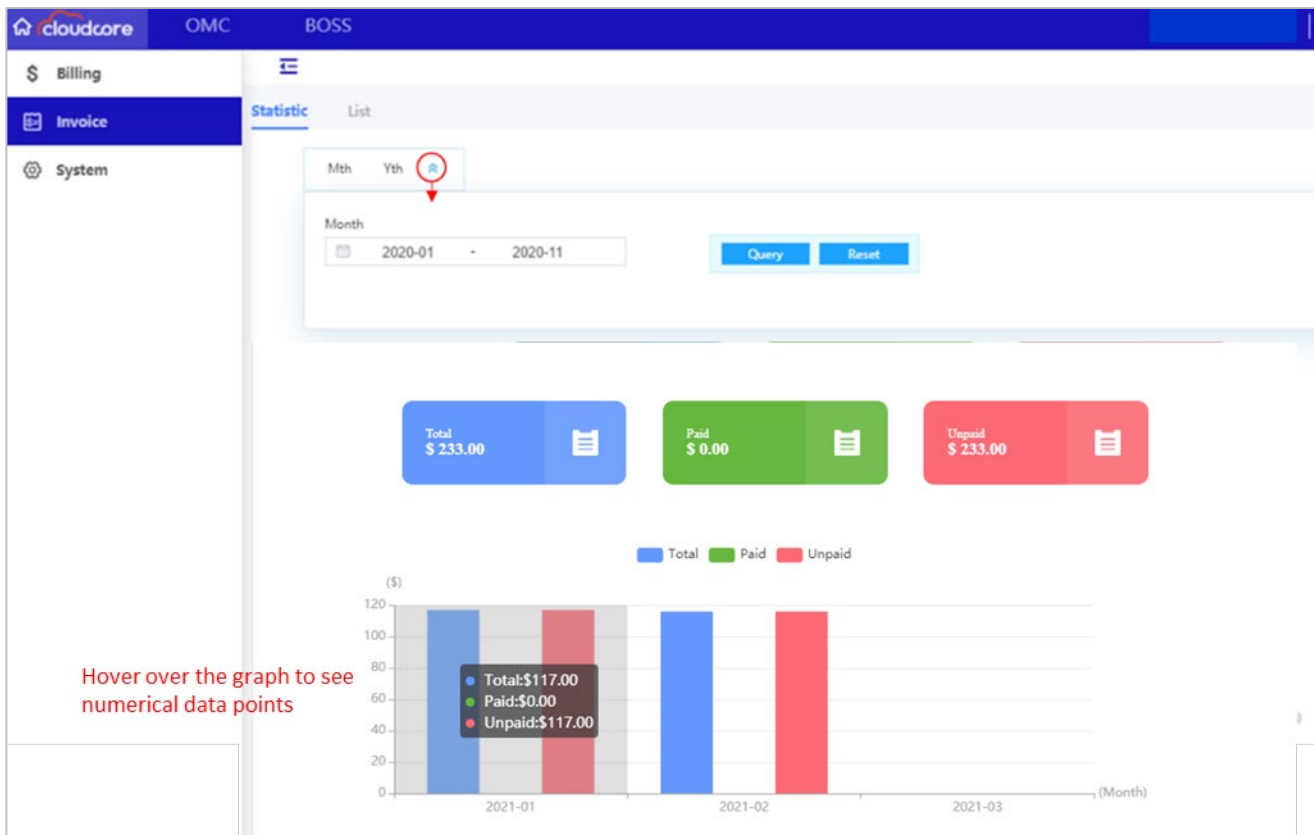 cloudcore OMC BOSS
$ Billing
Invoice
System
Statistic List
Mth Yth
Month
2020-01 - 2020-11
Query Reset
Total
$ 233.00
Paid
$ 0.00
Unpaid
$ 233.00
Total Paid Unpaid
($)
120
100
80
60
40
20
0
Hover over the graph to see
numerical data points
Total:$117.00
Paid:$0.00
Unpaid:$117.00
2021-01 2021-02 2021-03
(Month)